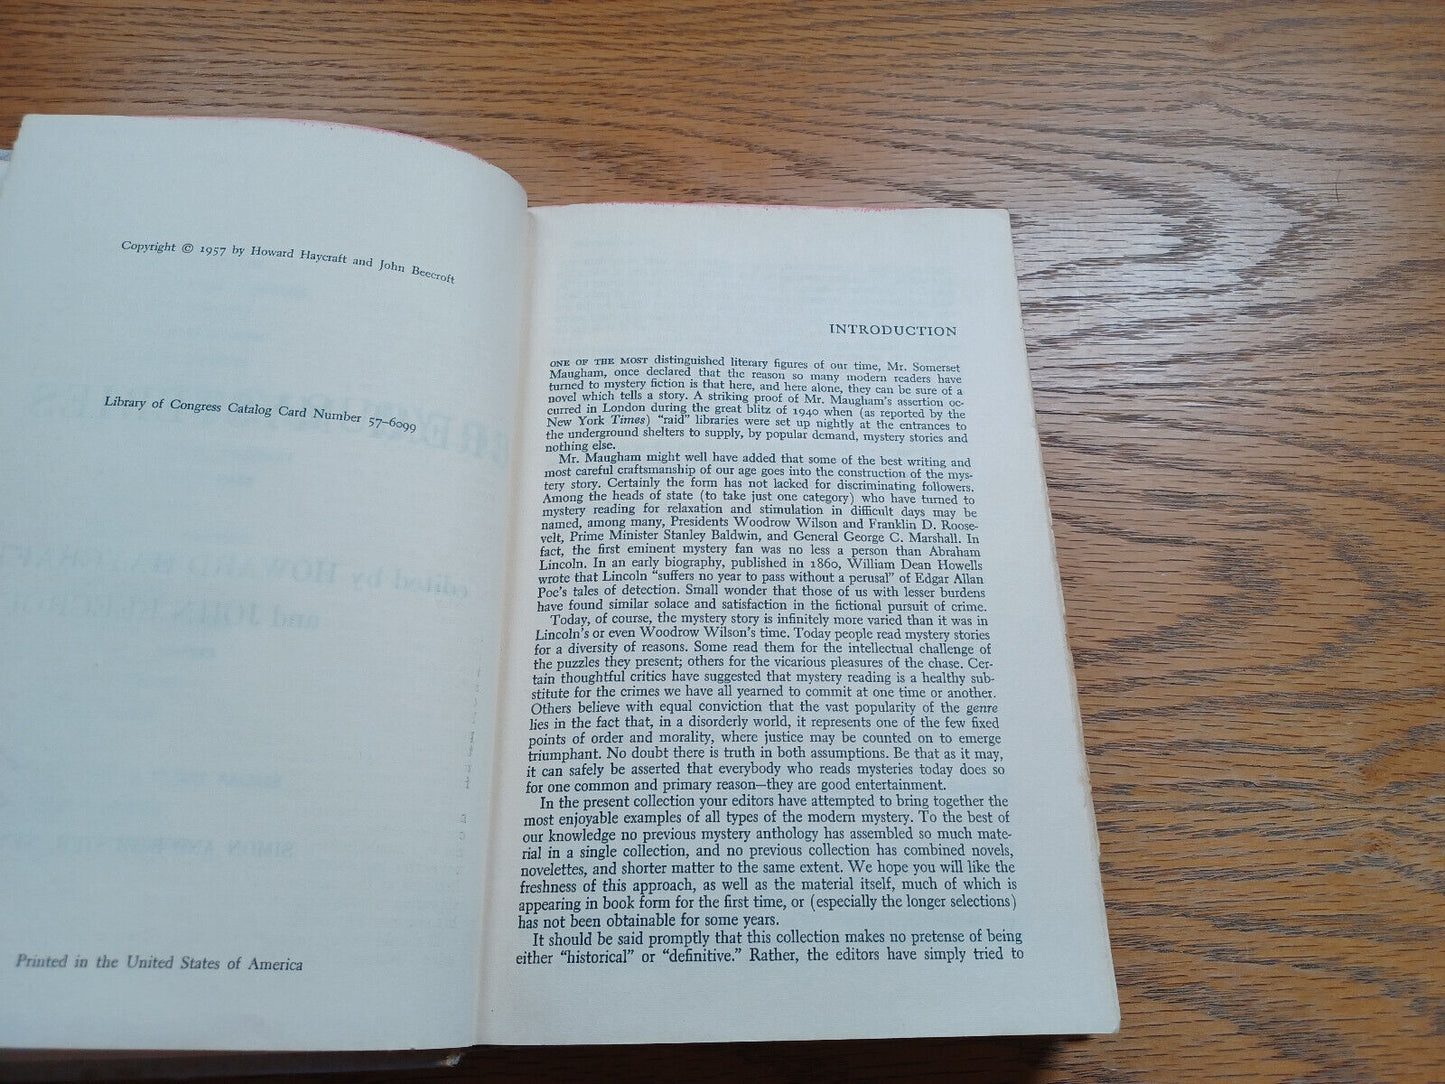 Copyright © 1957 by Howard Haycraft and John Beecroft
Library of Congress Catalog Card Number 57–6099
Printed in the United States of America
INTRODUCTION
ONE OF THE MOST distinguished literary figures of our time, Mr. Somerset
Maugham, once declared that the reason so many modern readers have
turned to mystery fiction is that here, and here alone, they can be sure of a
novel which tells a story. A striking proof of Mr. Maugham's assertion oc-
curred in London during the great blitz of 1940 when (as reported by the
New York Times) "raid" libraries were set up nightly at the entrances to
the underground shelters to supply, by popular demand, mystery stories and
nothing else.
Mr. Maugham might well have added that some of the best writing and
most careful craftsmanship of our age goes into the construction of the mys-
tery story. Certainly the form has not lacked for discriminating followers.
Among the heads of state (to take just one category) who have turned to
mystery reading for relaxation and stimulation in difficult days may be
named, among many, Presidents Woodrow Wilson and Franklin D. Roose-
velt, Prime Minister Stanley Baldwin, and General George C. Marshall. In
fact, the first eminent mystery fan was no less a person than Abraham
Lincoln. In an early biography, published in 1860, William Dean Howells
wrote that Lincoln "suffers no year to pass without a perusal" of Edgar Allan
Poe's tales of detection. Small wonder that those of us with lesser burdens
have found similar solace and satisfaction in the fictional pursuit of crime.
Today, of course, the mystery story is infinitely more varied than it was in
Lincoln's or even Woodrow Wilson's time. Today people read mystery stories
for a diversity of reasons. Some read them for the intellectual challenge of
the puzzles they present; others for the vicarious pleasures of the chase. Cer-
tain thoughtful critics have suggested that mystery reading is a healthy sub-
stitute for the crimes we have all yearned to commit at one time or another.
Others believe with equal conviction that the vast popularity of the genre
lies in the fact that, in a disorderly world, it represents one of the few fixed
points of order and morality, where justice may be counted on to emerge
triumphant. No doubt there is truth in both assumptions. Be that as it may,
it can safely be asserted that everybody who reads mysteries today does so
for one common and primary reason—they are good entertainment.
In the present collection your editors have attempted to bring together the
most enjoyable examples of all types of the modern mystery. To the best of
our knowledge no previous mystery anthology has assembled so much mate-
rial in a single collection, and no previous collection has combined novels,
novelettes, and shorter matter to the same extent. We hope you will like the
freshness of this approach, as well as the material itself, much of which is
appearing in book form for the first time, or (especially the longer selections)
has not been obtainable for some years.
It should be said promptly that this collection makes no pretense of being
either "historical" or "definitive." Rather, the editors have simply tried to